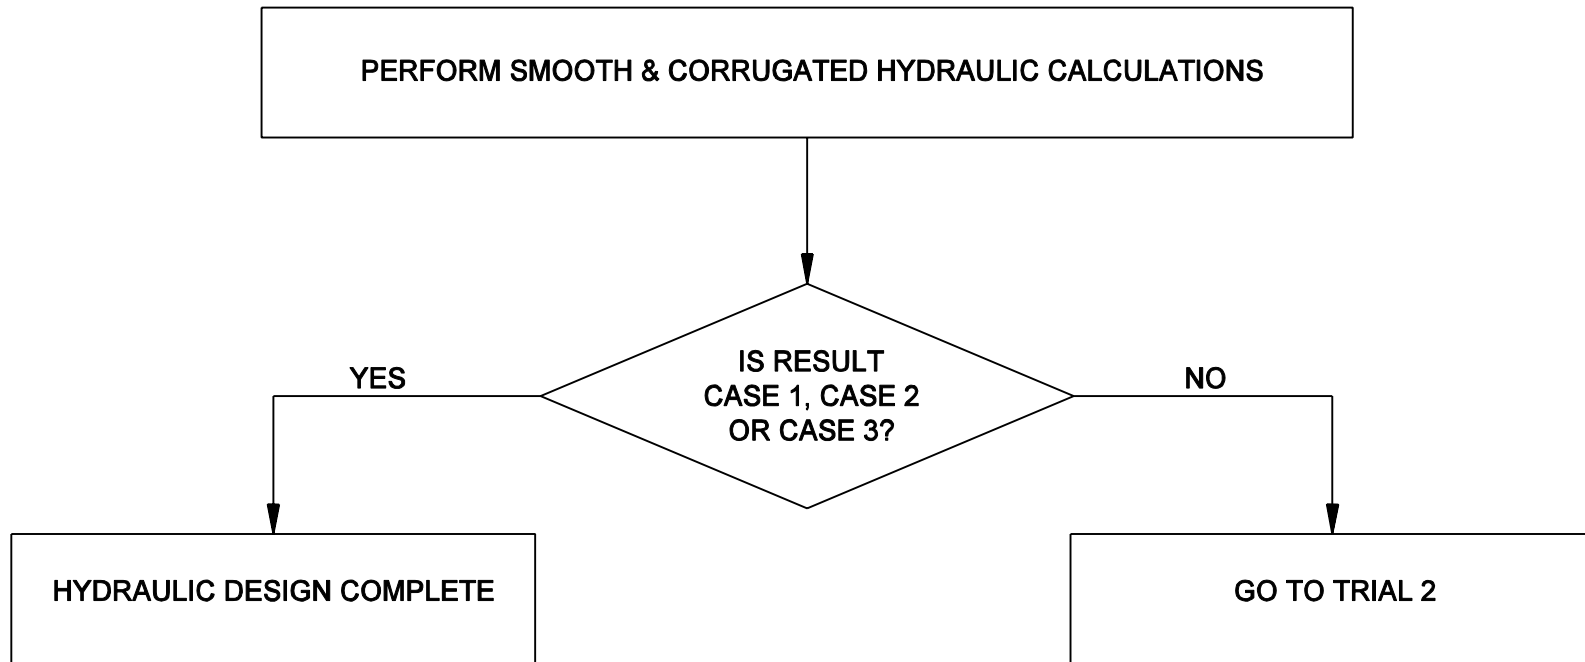 PERFORM SMOOTH & CORRUGATED HYDRAULIC CALCULATIONS
IS RESULT
CASE 1, CASE 2
OR CASE 3?
YES
NO
HYDRAULIC DESIGN COMPLETE
GO TO TRIAL 2